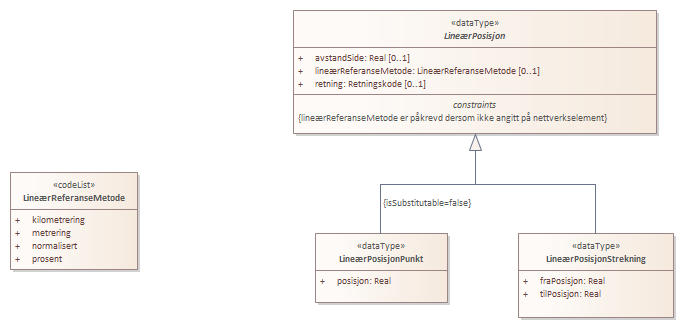 «dataType»
LineærPosisjon
+ avstandSide: Real [0..1]
+ lineærReferanseMetode: LineærReferanseMetode [0..1]
+ retning: Retningskode [0..1]
constraints
{lineærReferanseMetode er påkrevd dersom ikke angitt på nettverkselement}
«codeList»
LineærReferanseMetode
+ kilometrering
+ metrering
+ normalisert
+ prosent
{isSubstitutable=false}
«dataType»
LineærPosisjonPunkt
+ posisjon: Real
«dataType»
LineærPosisjonStrekning
+ fraPosisjon: Real
+ tilPosisjon: Real